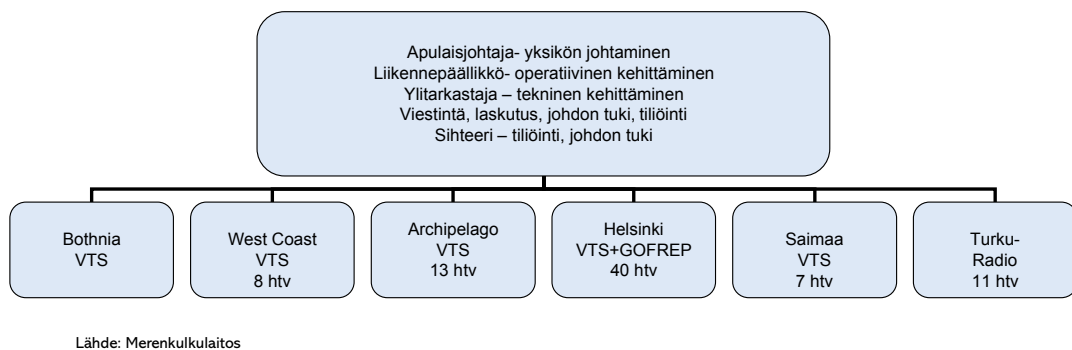 Apulaisjohtaja- yksikön johtaminen
Liikennepäällikkö- operatiivinen kehittäminen
Ylitarkastaja – tekninen kehittäminen
Viestintä, laskutus, johdon tuki, tiliöinti
Sihteeri – tiliöinti, johdon tuki
Bothnia
VTS
West Coast
VTS
8 htv
Archipelago
VTS
13 htv
Helsinki
VTS+GOFREP
40 htv
Saimaa
VTS
7 htv
Turku-
Radio
11 htv
Lähde: Merenkulkulaitos